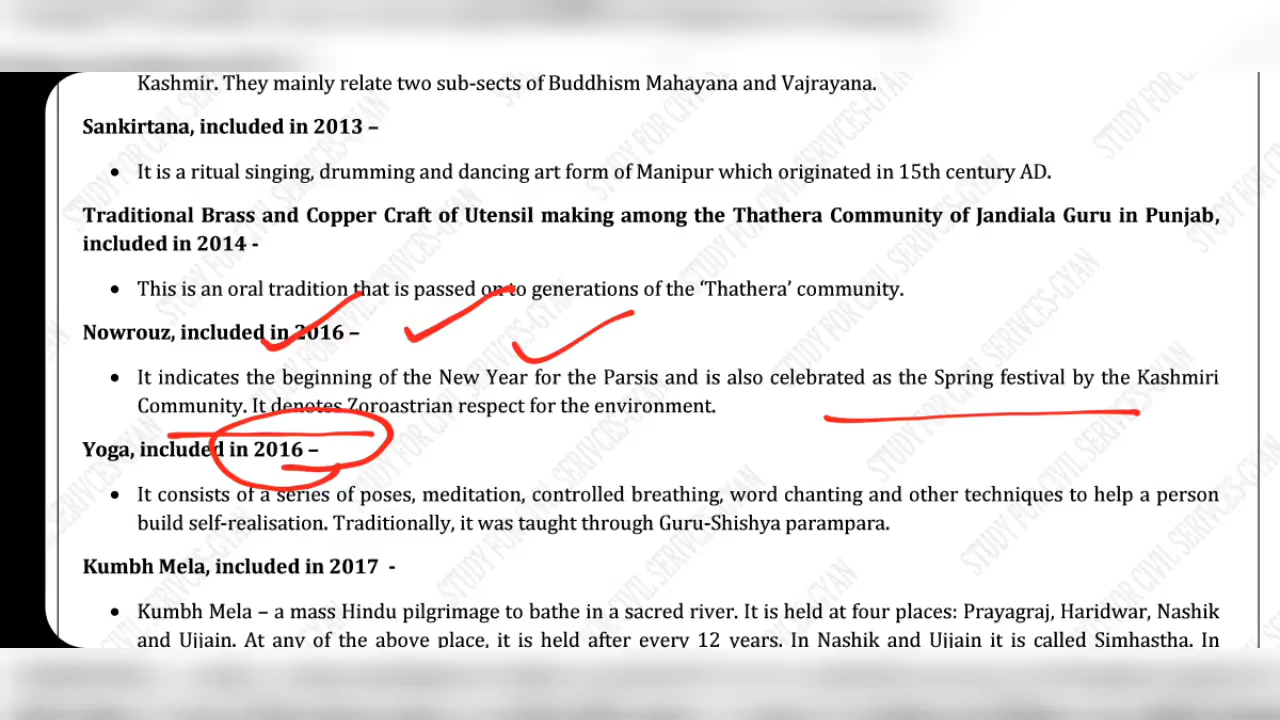 Kashmir. They mainly relate two sub-sects of Buddhism Mahayana and Vajrayana.
Sankirtana, included in 2013 –
• It is a ritual singing, drumming and dancing art form of Manipur which originated in 15th century AD.
Traditional Brass and Copper Craft of Utensil making among the Thathera Community of Jandiala Guru in Punjab,
included in 2014 -
• This is an oral tradition that is passed on to generations of the ‘Thathera’ community.
Nowrouz, included in 2016 –
• It indicates the beginning of the New Year for the Parsis and is also celebrated as the Spring festival by the Kashmiri
Community. It denotes Zoroastrian respect for the environment.
Yoga, included in 2016 –
• It consists of a series of poses, meditation, controlled breathing, word chanting and other techniques to help a person
build self-realisation. Traditionally, it was taught through Guru-Shishya parampara.
Kumbh Mela, included in 2017 -
• Kumbh Mela – a mass Hindu pilgrimage to bathe in a sacred river. It is held at four places: Prayagraj, Haridwar, Nashik
and Ujjain. At any of the above place, it is held after every 12 years. In Nashik and Ujjain it is called Simhastha. In
STUDY FOR CIVIL SERIVCES-GYAN